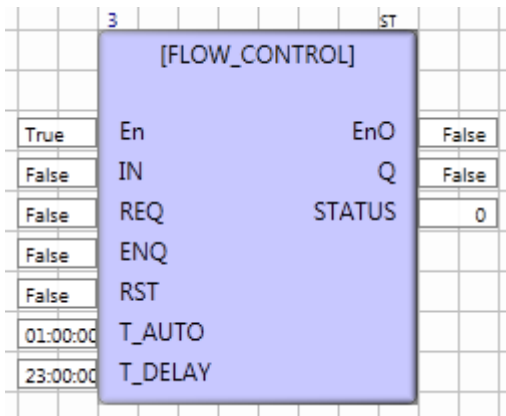 3 ST
[FLOW_CONTROL]
True En EnO False
False IN Q False
False REQ STATUS 0
False ENQ
False RST
01:00:00 T_AUTO
23:00:00 T_DELAY